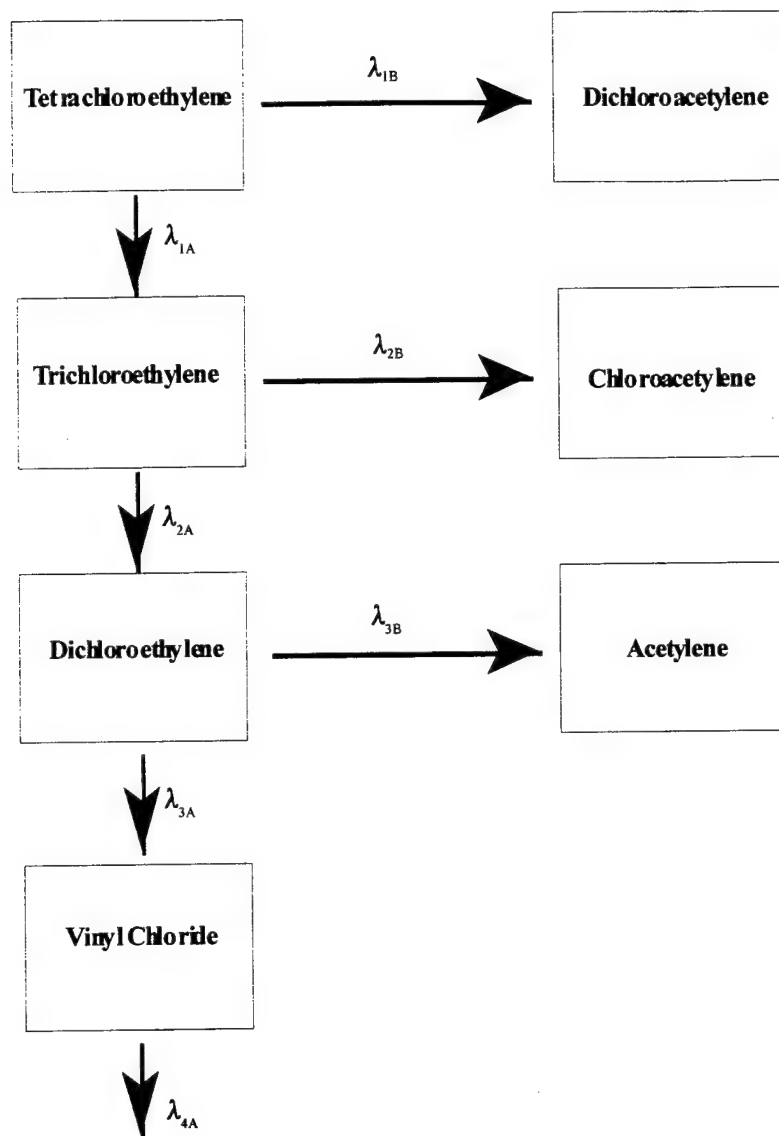 Tetrachloroethylene
λ1B
Dichloroacetylene
λ1A
Trichloroethylene
λ2B
Chloroacetylene
λ2A
Dichloroethylene
λ3B
Acetylene
λ3A
Vinyl Chloride
λ4A